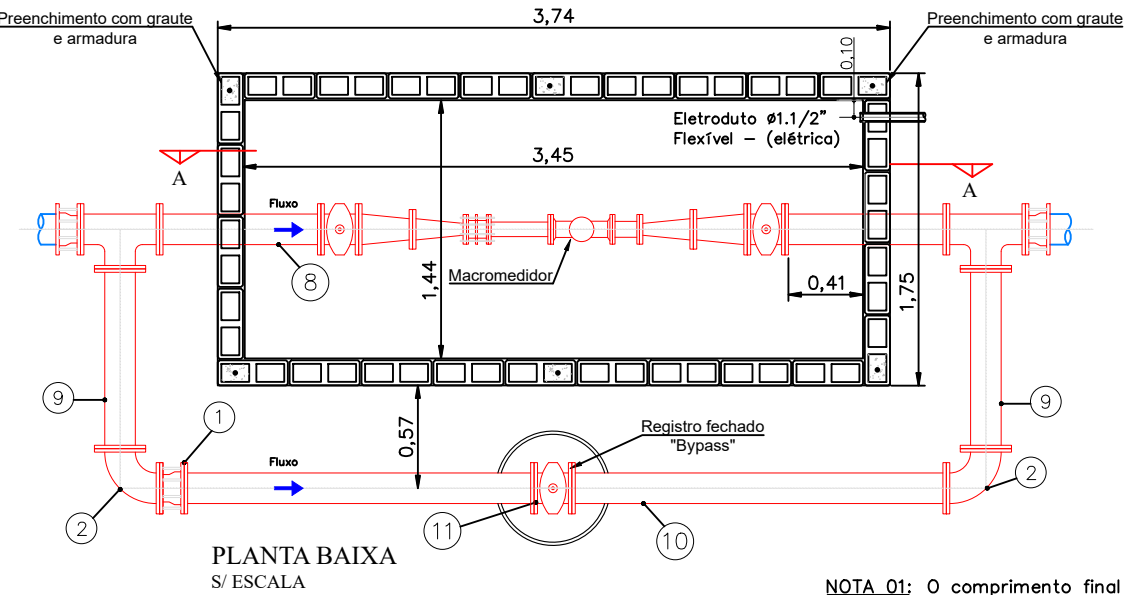 Preenchimento com graute
e armadura
3,74
Preenchimento com graute
e armadura
0.10
Eletroduto ø1.1/2"
Flexível – (elétrica)
3,45
A
A
Fluxo
8
1,44
Macromedidor
0,41
1,75
9
1
0,57
Registro fechado
"Bypass"
9
Fluxo
2
11
10
2
PLANTA BAIXA
S/ ESCALA
NOTA 01: O comprimento final